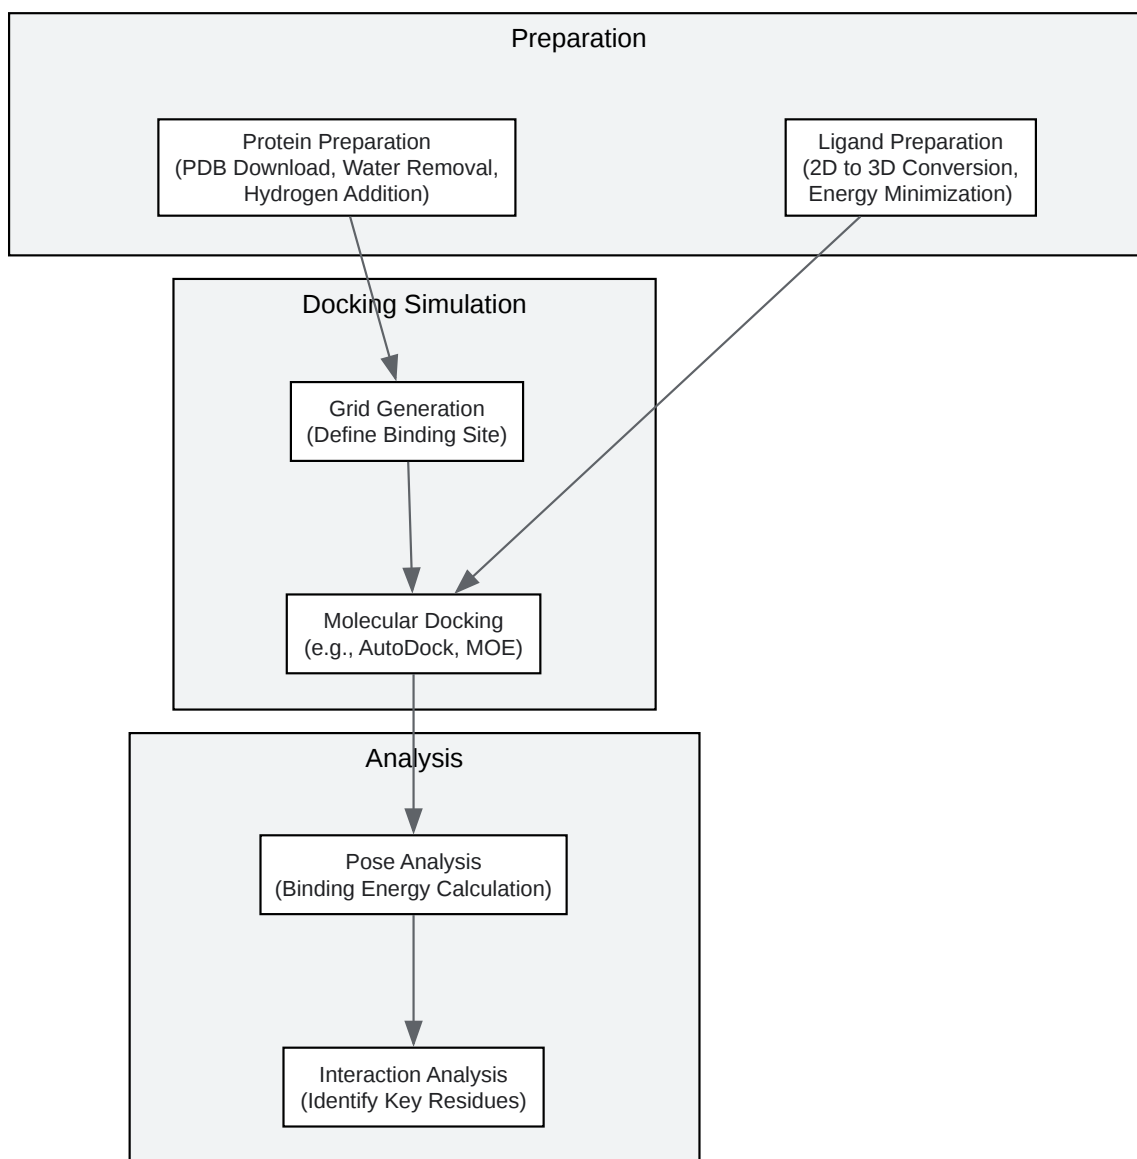 Preparation
Protein Preparation
(PDB Download, Water Removal,
Hydrogen Addition)
Ligand Preparation
(2D to 3D Conversion,
Energy Minimization)
Docking Simulation
Grid Generation
(Define Binding Site)
Molecular Docking
(e.g., AutoDock, MOE)
Analysis
Pose Analysis
(Binding Energy Calculation)
Interaction Analysis
(Identify Key Residues)